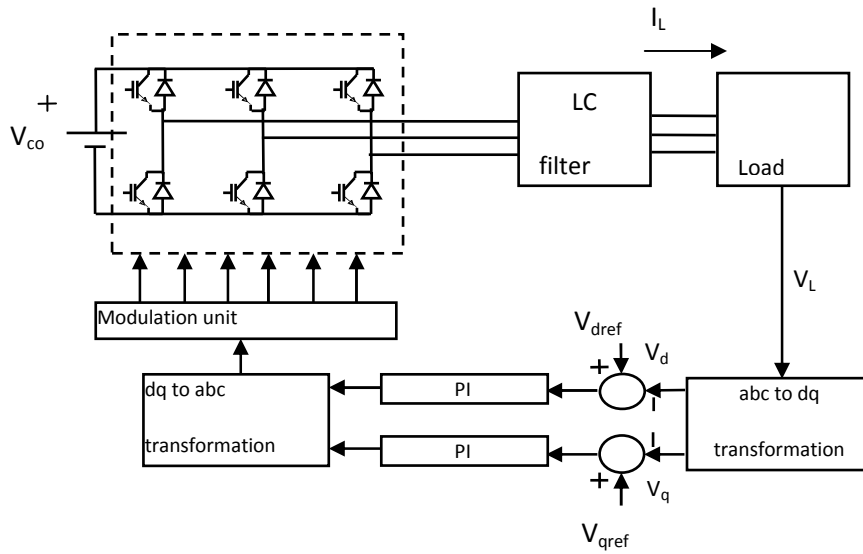 I_L
+
V_co
LC
filter
Load
V_L
Modulation unit
V_dref
+
V_d
dq to abc
transformation
PI
PI
abc to dq
transformation
+
V_q
V_qref